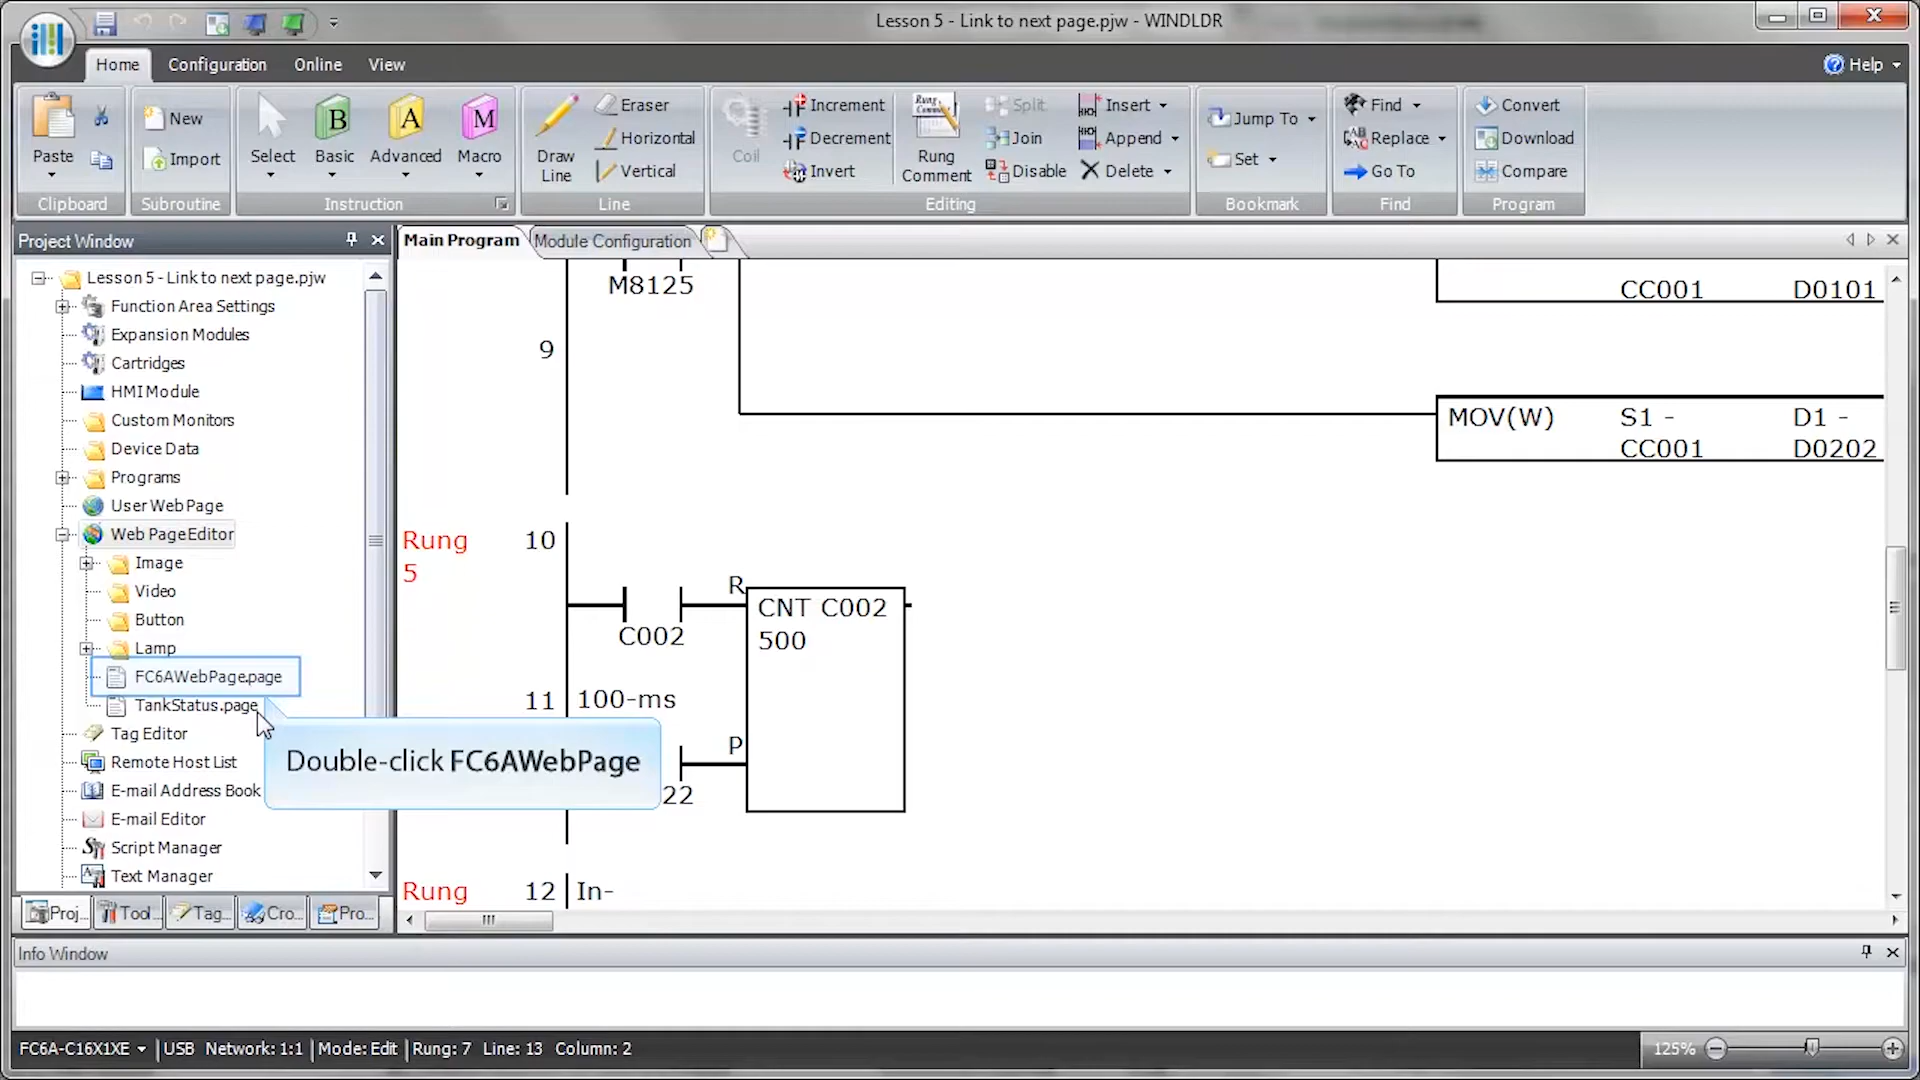 Lesson 5 - Link to next page.pjw - WINDLDR
Home
Configuration
Online
View
Help
Paste
New
Import
Select
Basic
Advanced
Macro
Draw
Line
Eraser
Horizontal
Vertical
Coil
Increment
Decrement
Invert
Rung
Comment
Split
Join
Disable
Insert
Append
Delete
Jump To
Set
Find
Replace
Go To
Convert
Download
Compare
Clipboard
Subroutine
Instruction
Line
Editing
Bookmark
Find
Program
Project Window
Main Program
Module Configuration
Lesson 5 - Link to next page.pjw
Function Area Settings
Expansion Modules
Cartridges
HMI Module
Custom Monitors
Device Data
Programs
User Web Page
Web Page Editor
Image
Video
Button
Lamp
FC6AWebPage.page
TankStatus.page
Tag Editor
Remote Host List
E-mail Address Book
E-mail Editor
Script Manager
Text Manager
Proj...
Tool...
Tag...
Cro...
Pro...
M8125
CC001 D0101
9
MOV(W) S1 - D1 -
CC001 D0202
Rung 10
5
R
CNT C002
500
C002
11 100-ms
P
22
Rung 12 In-
Double-click FC6AWebPage
Info Window
FC6A-C16X1XE USB Network: 1:1 Mode: Edit Rung: 7 Line: 13 Column: 2
125%